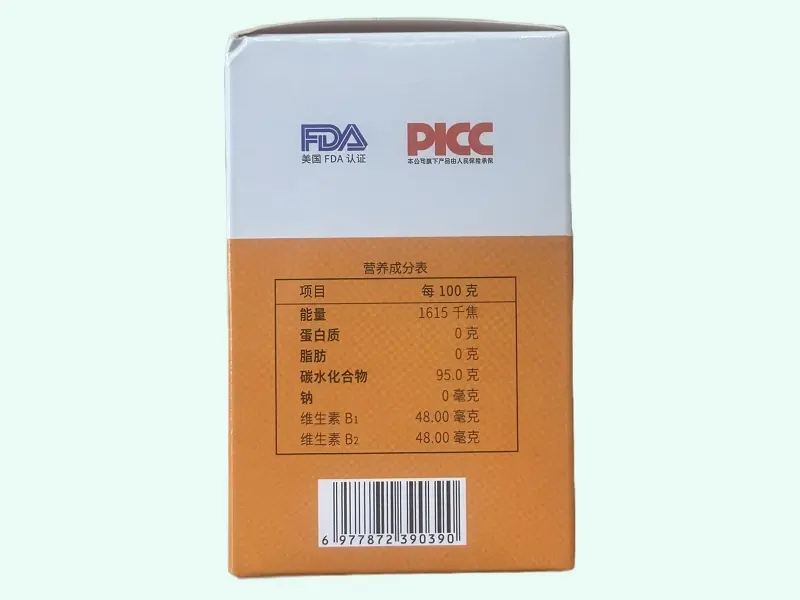 FDA
美国 FDA 认证
PICC
本公司旗下产品由人民保险承保
营养成分表
项目 每 100 克
能量 1615 千焦
蛋白质 0 克
脂肪 0 克
碳水化合物 95.0 克
钠 0 毫克
维生素 B1 48.00 毫克
维生素 B2 48.00 毫克
6 977872 390390